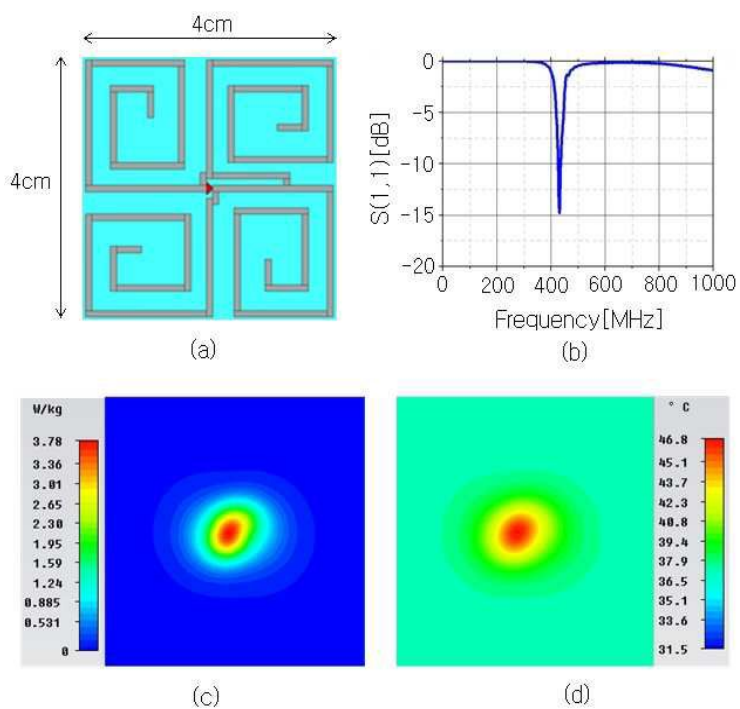 4cm
4cm
(a)
0
-5
-10
-15
-20
S(1,1)[dB]
0 200 400 600 800 1000
Frequency[MHz]
(b)
W/kg
3.78
3.36
3.01
2.65
2.30
1.95
1.59
1.24
0.885
0.531
0
(c)
° C
46.8
45.1
43.7
42.3
40.8
39.4
37.9
36.5
35.1
33.6
31.5
(d)